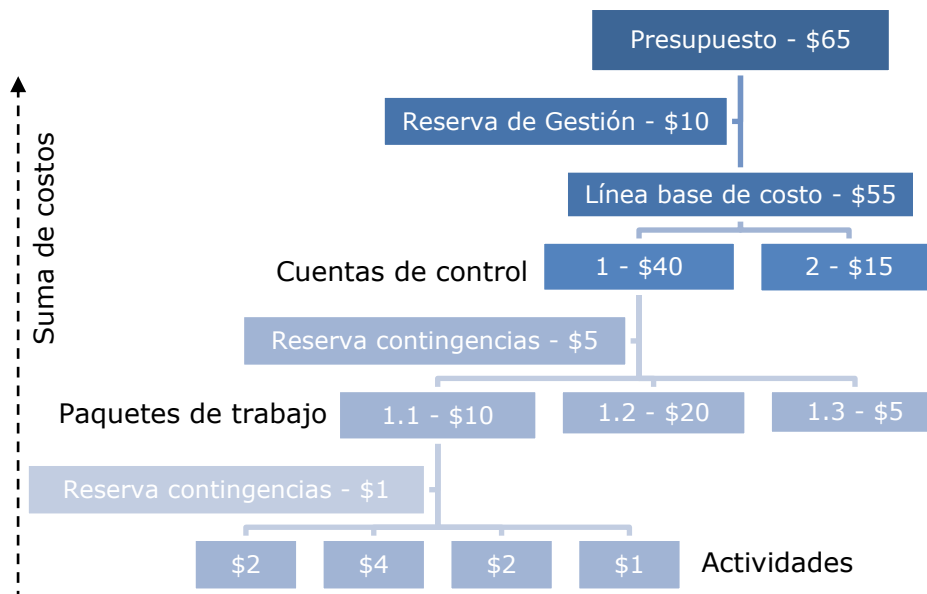 Presupuesto - $65
Reserva de Gestión - $10
Línea base de costo - $55
Suma de costos
Cuentas de control
1 - $40
2 - $15
Reserva contingencias - $5
Paquetes de trabajo
1.1 - $10
1.2 - $20
1.3 - $5
Reserva contingencias - $1
$2
$4
$2
$1
Actividades